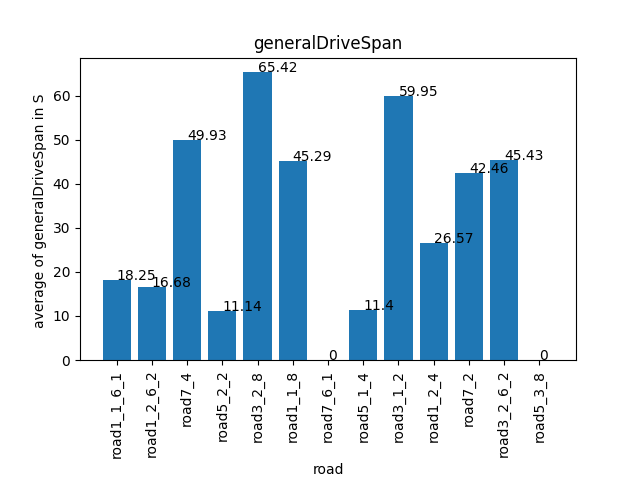 generalDriveSpan
average of generalDriveSpan in S
60
50
40
30
20
10
0
18.25
16.68
49.93
11.14
65.42
45.29
0
11.4
59.95
26.57
42.46
45.43
0
road1_1_6_1
road1_2_6_2
road7_4
road5_2_2
road3_2_8
road1_1_8
road7_6_1
road5_1_4
road3_1_2
road1_2_4
road7_2
road3_2_6_2
road5_3_8
road